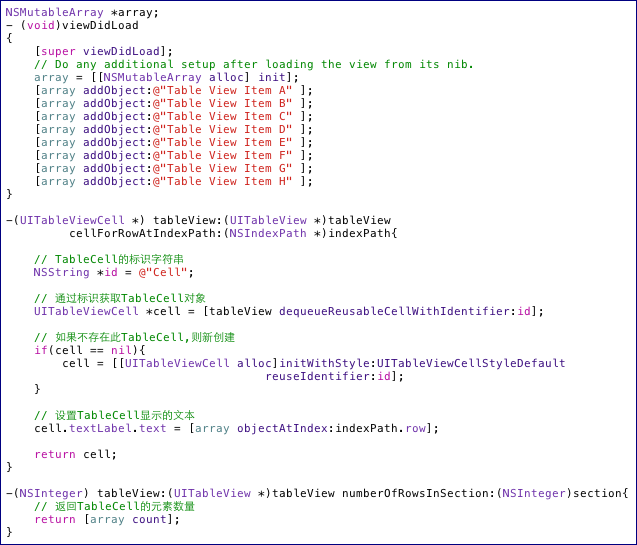 NSMutableArray *array;
- (void)viewDidLoad
{
    [super viewDidLoad];
    // Do any additional setup after loading the view from its nib.
    array = [[NSMutableArray alloc] init];
    [array addObject:@"Table View Item A" ];
    [array addObject:@"Table View Item B" ];
    [array addObject:@"Table View Item C" ];
    [array addObject:@"Table View Item D" ];
    [array addObject:@"Table View Item E" ];
    [array addObject:@"Table View Item F" ];
    [array addObject:@"Table View Item G" ];
    [array addObject:@"Table View Item H" ];
}
-(UITableViewCell *) tableView:(UITableView *)tableView
         cellForRowAtIndexPath:(NSIndexPath *)indexPath{
    // TableCell的标识字符串
    NSString *id = @"Cell";
    // 通过标识获取TableCell对象
    UITableViewCell *cell = [tableView dequeueReusableCellWithIdentifier:id];
    // 如果不存在此TableCell,则新创建
    if(cell == nil){
        cell = [[UITableViewCell alloc]initWithStyle:UITableViewCellStyleDefault
                                     reuseIdentifier:id];
    }
    // 设置TableCell显示的文本
    cell.textLabel.text = [array objectAtIndex:indexPath.row];
    return cell;
}
-(NSInteger) tableView:(UITableView *)tableView numberOfRowsInSection:(NSInteger)section{
    // 返回TableCell的元素数量
    return [array count];
}